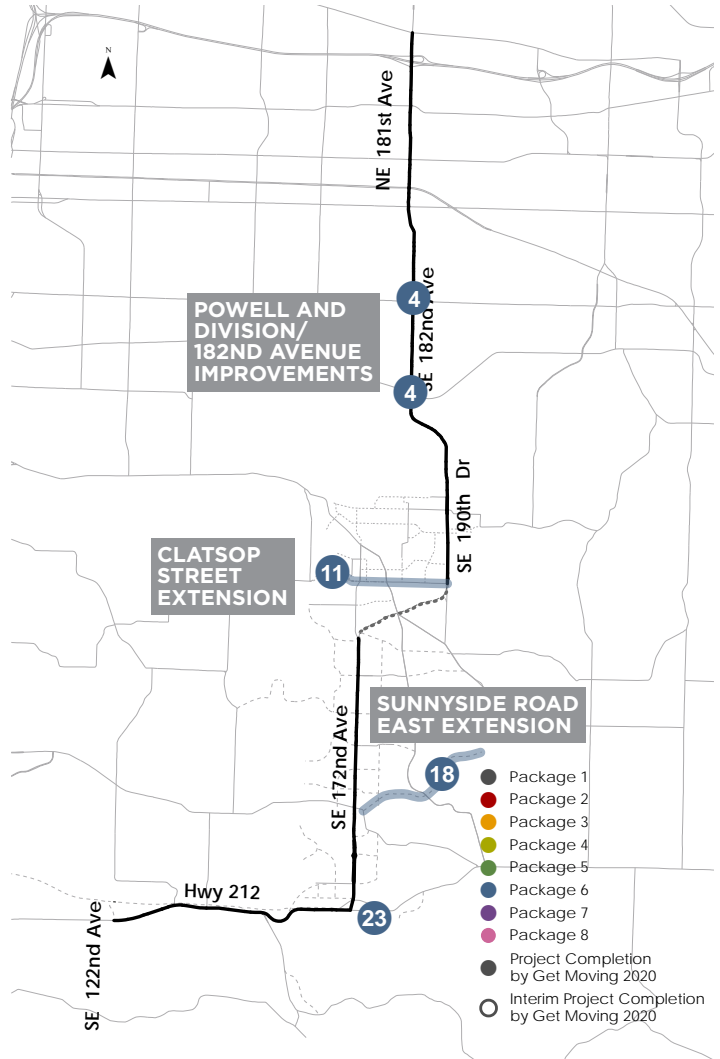 N
NE 181st Ave
4
SE 182nd Ave
POWELL AND
DIVISION/
182ND AVENUE
IMPROVEMENTS
4
SE 190th Dr
CLATSOP
STREET
EXTENSION
11
SUNNYSIDE ROAD
EAST EXTENSION
SE 172nd Ave
18
Package 1
Package 2
Package 3
Package 4
Package 5
Package 6
Package 7
Package 8
Project Completion
by Get Moving 2020
Interim Project Completion
by Get Moving 2020
Hwy 212
23
SE 122nd Ave